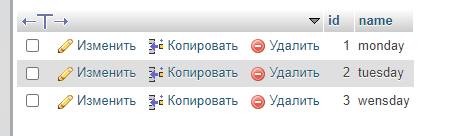 id name
Изменить Копировать Удалить 1 monday
Изменить Копировать Удалить 2 tuesday
Изменить Копировать Удалить 3 wensday